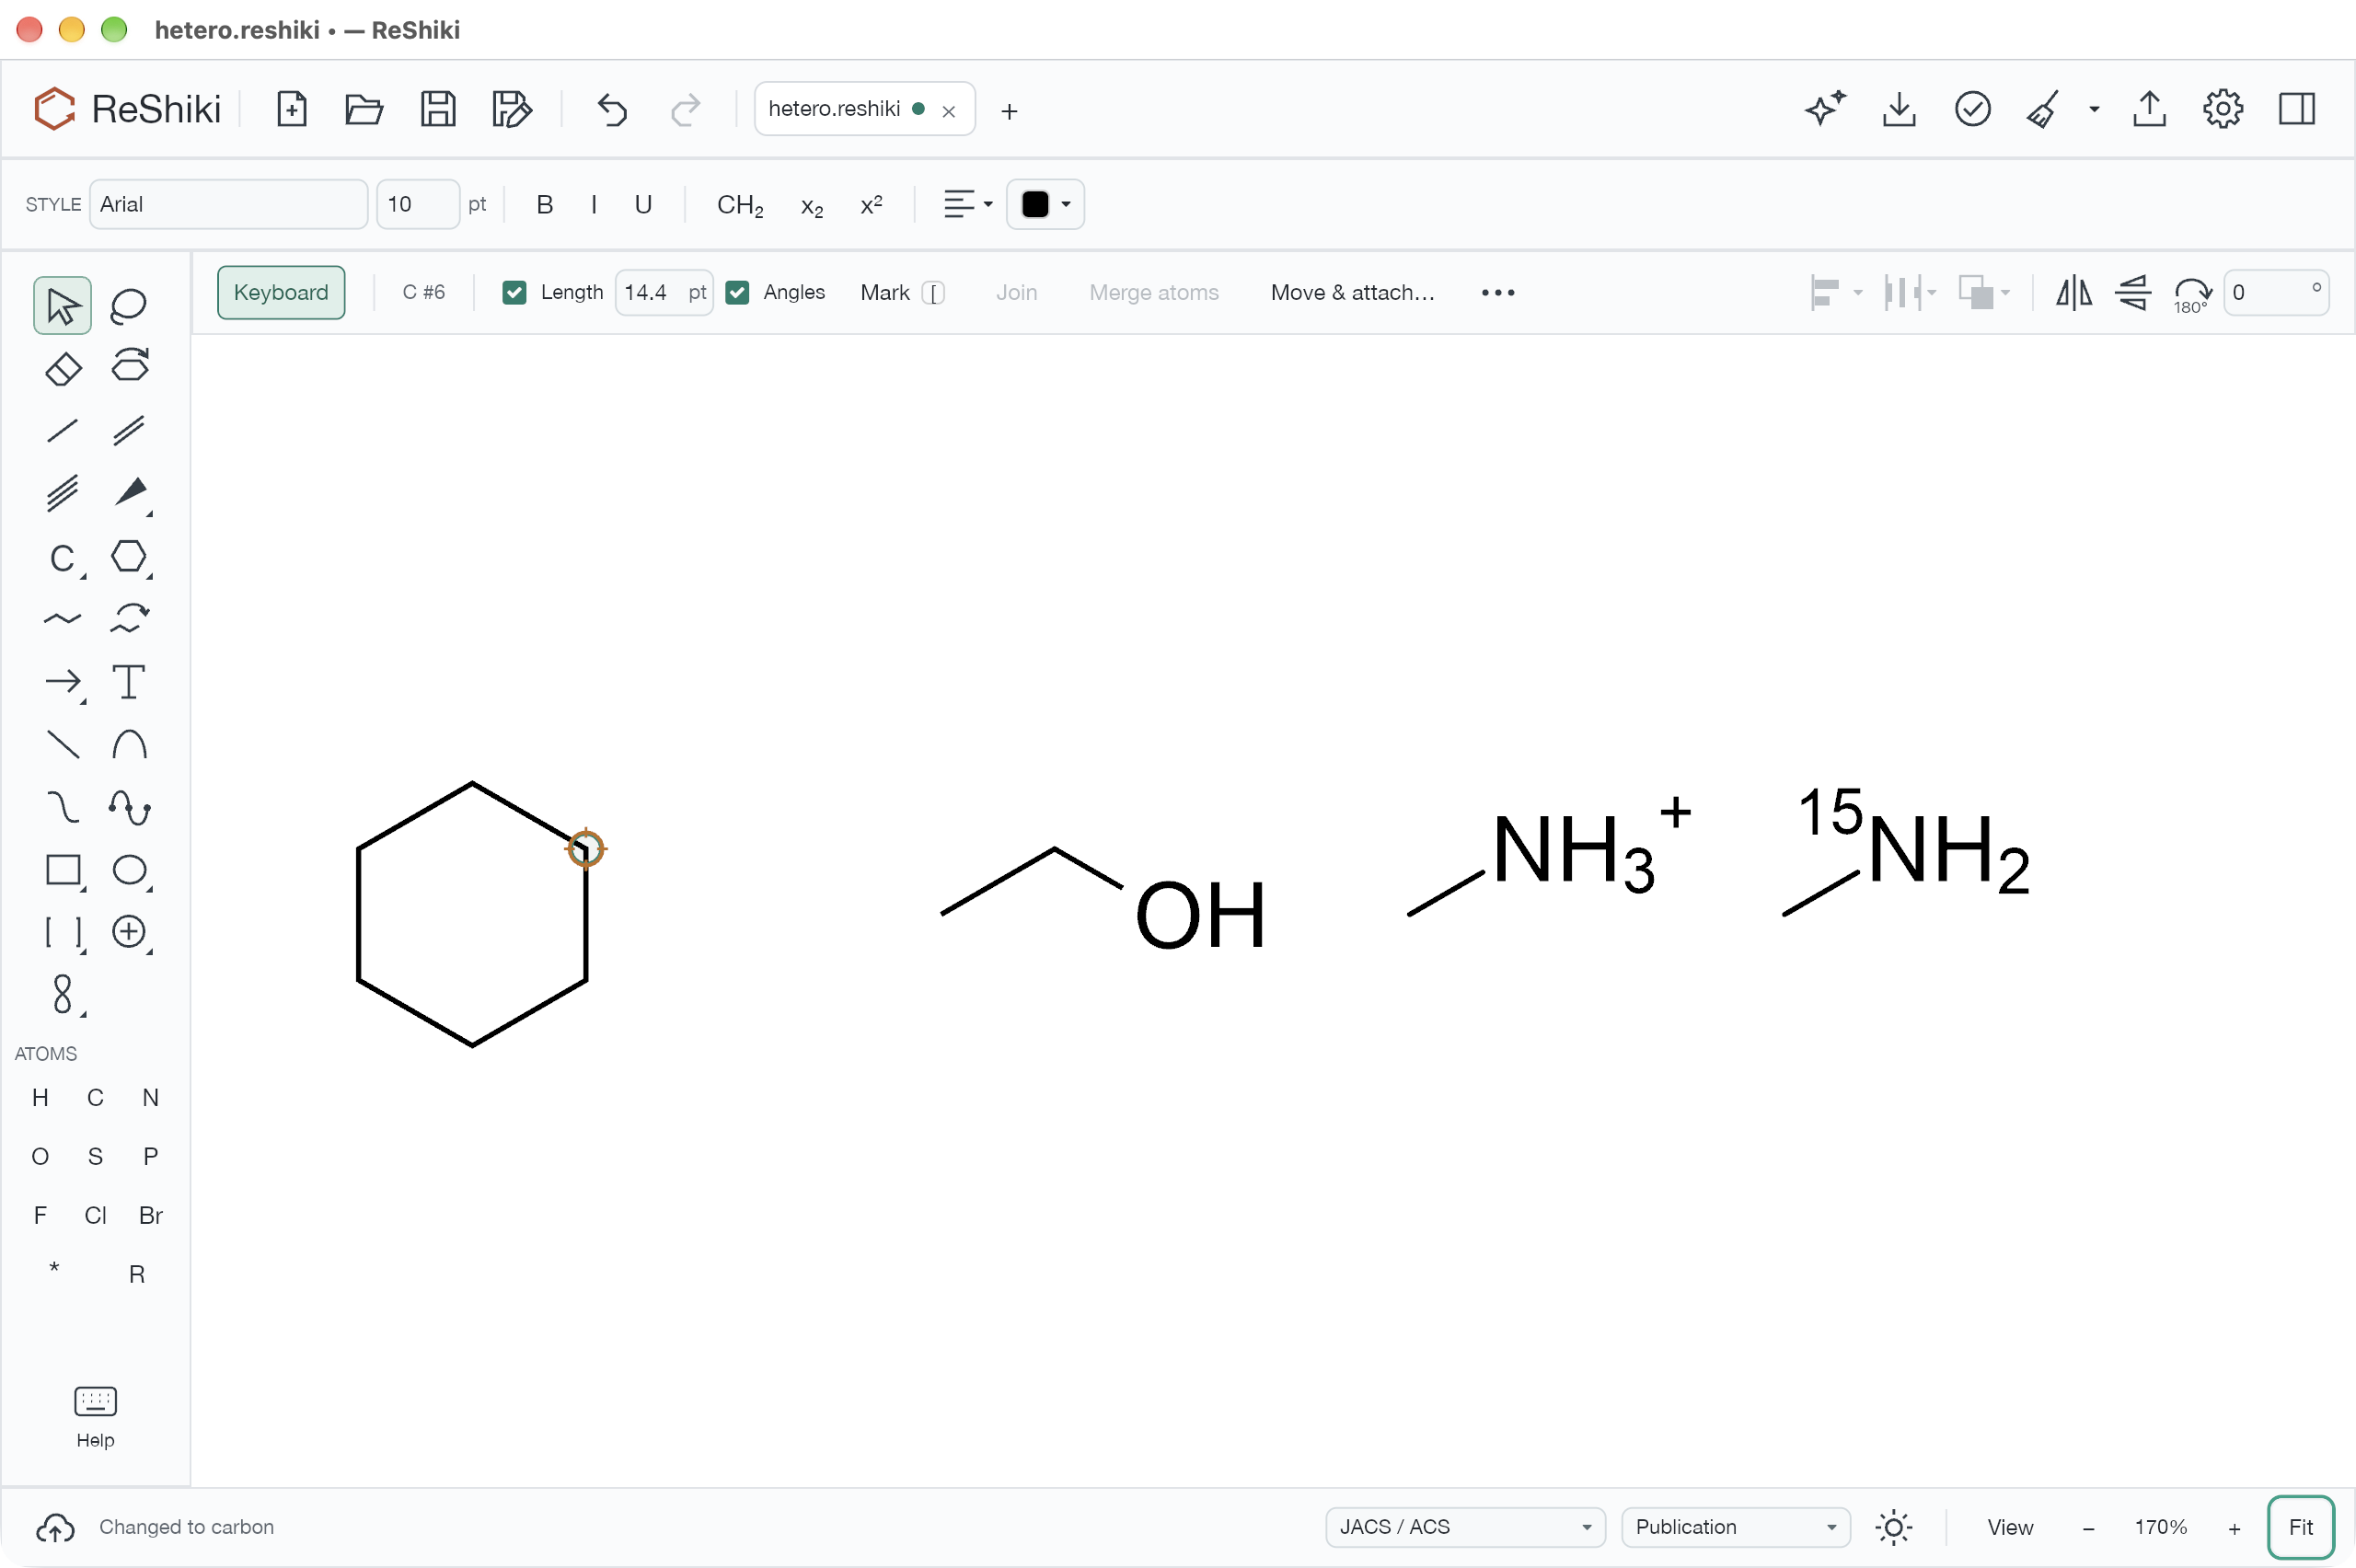 hetero.reshiki • — ReShiki
ReShiki
hetero.reshiki
STYLE Arial 10 pt B I U CH₂ x₂ x²
Keyboard C #6 Length 14.4 pt Angles Mark [ Join Merge atoms Move & attach... 180° 0 °
C
T
NH₃⁺
¹⁵NH₂
OH
ATOMS
H C N
O S P
F Cl Br
* R
Help
Changed to carbon JACS / ACS Publication View − 170% + Fit